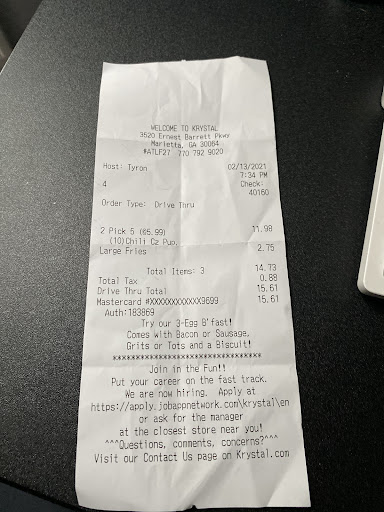 WELCOME TO KRYSTAL
3520 Ernest Barrett Pkwy
Marietta, GA 30064
#ATLF27 770 792 9020
Host: Tyron 02/13/2021
7:34 PM
4 Check:
40160
Order Type: Drive Thru
2 Pick 5 (@5.99) 11.98
(10)Chili Cz Pup,
Large Fries 2.75
Total Items: 3 14.73
Total Tax 0.88
Drive Thru Total 15.61
Mastercard #XXXXXXXXXXXX9699 15.61
Auth:183869
Try our 3-Egg B'fast!
Comes with Bacon or Sausage,
Grits or Tots and a Biscuit!
*********************************
Join in the Fun!!
Put your career on the fast track.
We are now hiring. Apply at
https://apply.jobappnetwork.com\krystal\en
or ask for the manager
at the closest store near you!
^^^Questions, comments, concerns?^^^
Visit our Contact Us page on Krystal.com